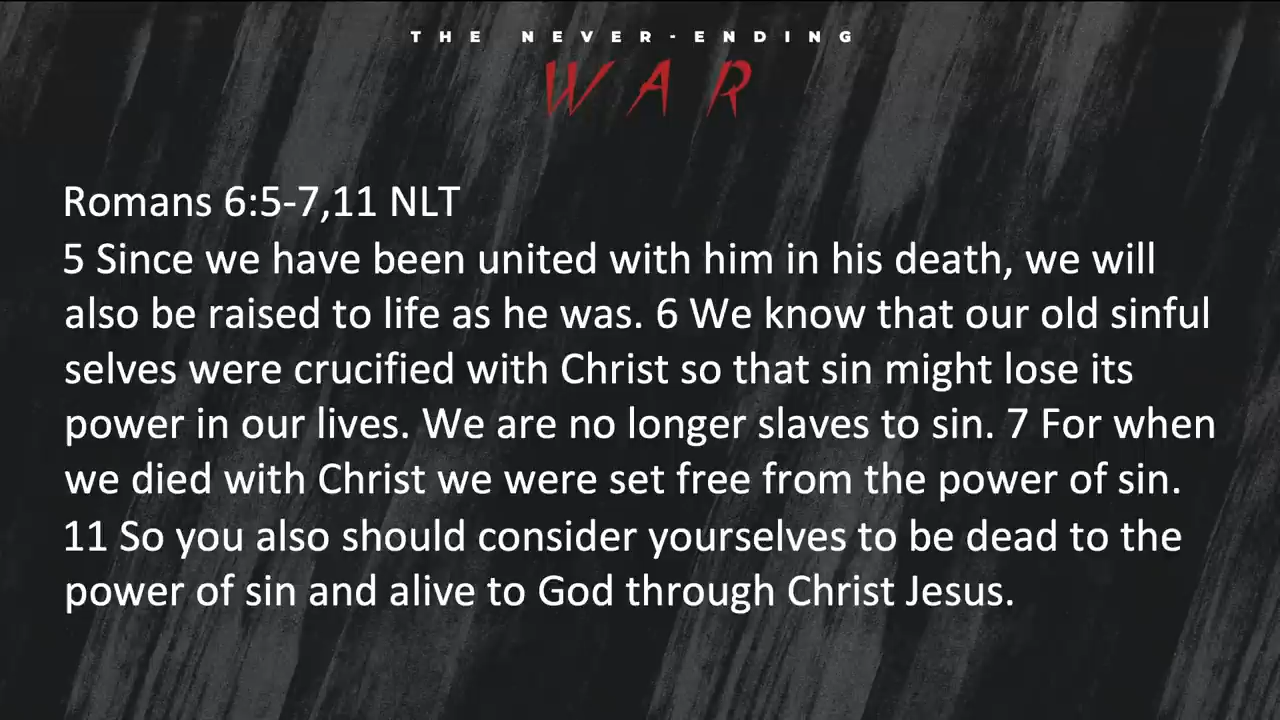 THE NEVER-ENDING
WAR
Romans 6:5-7,11 NLT
5 Since we have been united with him in his death, we will
also be raised to life as he was. 6 We know that our old sinful
selves were crucified with Christ so that sin might lose its
power in our lives. We are no longer slaves to sin. 7 For when
we died with Christ we were set free from the power of sin.
11 So you also should consider yourselves to be dead to the
power of sin and alive to God through Christ Jesus.